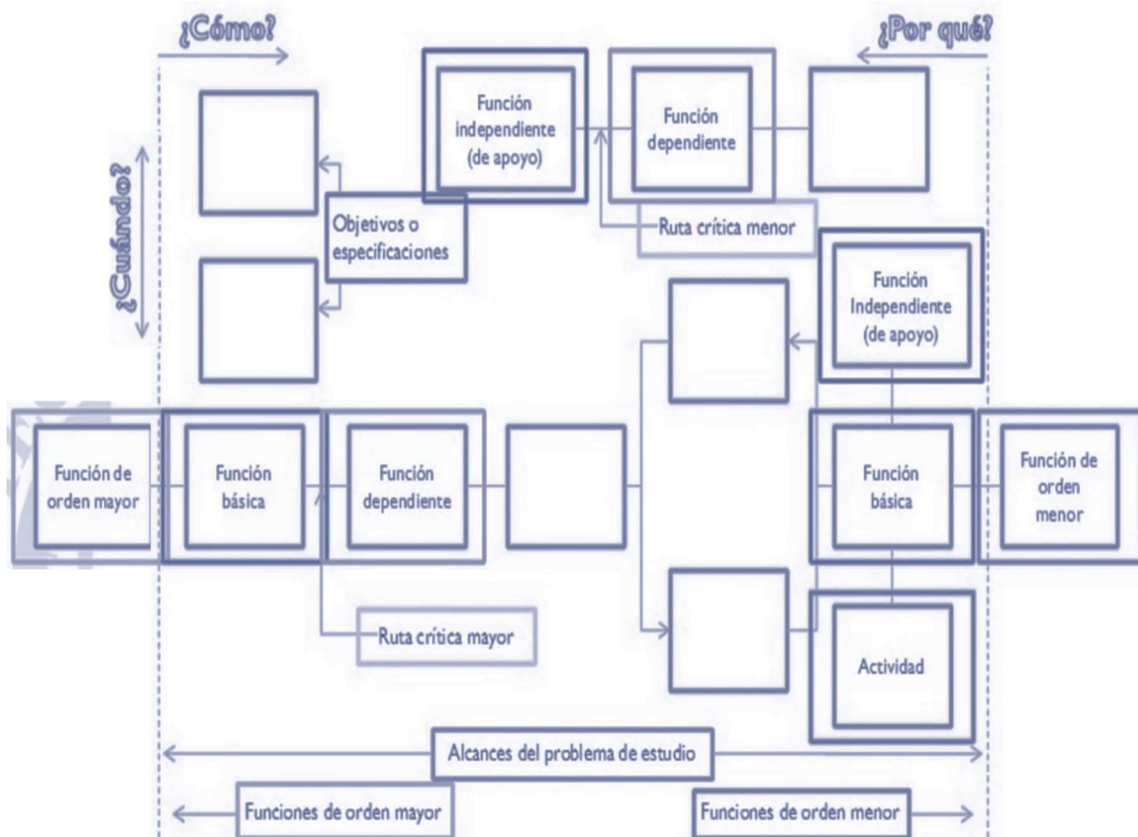 ¿Cómo?
¿Por qué?
¿Cuándo?
Función
independiente
(de apoyo)
Función
dependiente
Objetivos o
especificaciones
Ruta crítica menor
Función
Independiente
(de apoyo)
Función de
orden mayor
Función
básica
Función
dependiente
Función
básica
Función de
orden
menor
Ruta crítica mayor
Actividad
Alcances del problema de estudio
Funciones de orden mayor
Funciones de orden menor